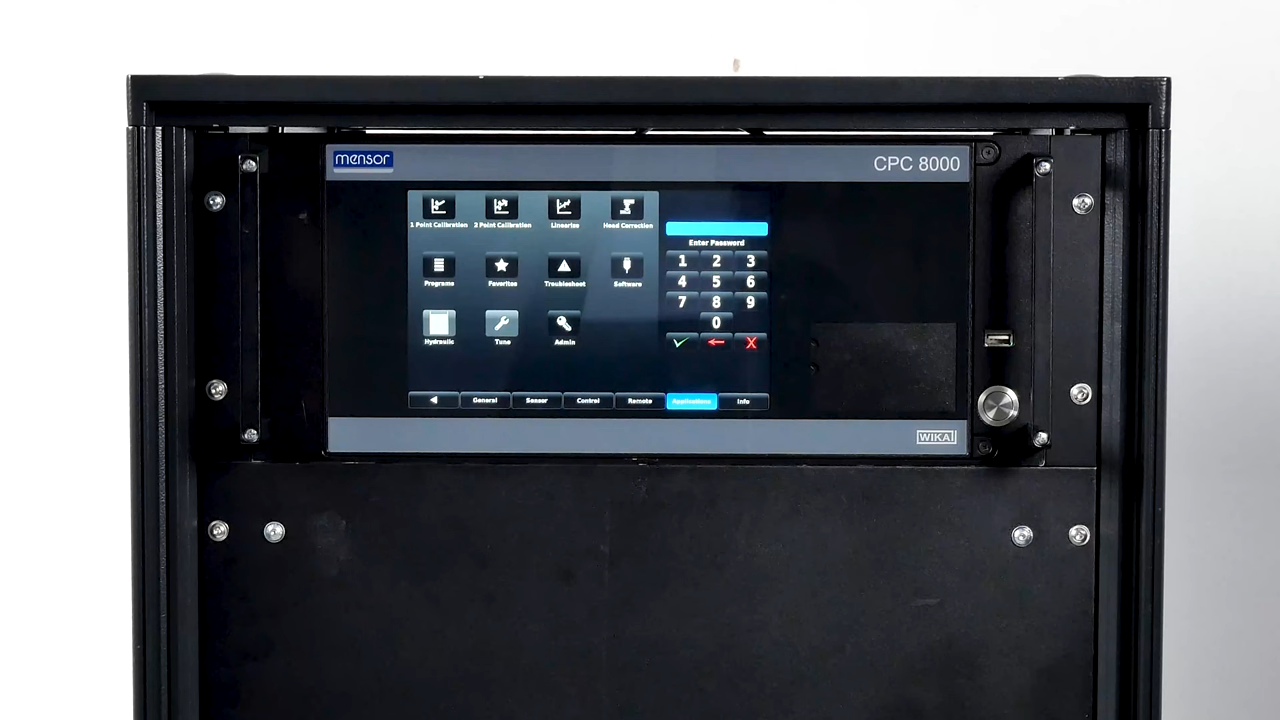 mensor
CPC 8000
1 Point Calibration 2 Point Calibration Linearize Head Correction
Enter Password
1 2 3
Programs Favorites Troubleshoot Software
4 5 6
7 8 9
0
Hydraulic Tune Admin
X
General Sensor Control Remote Applications Info
WIKA